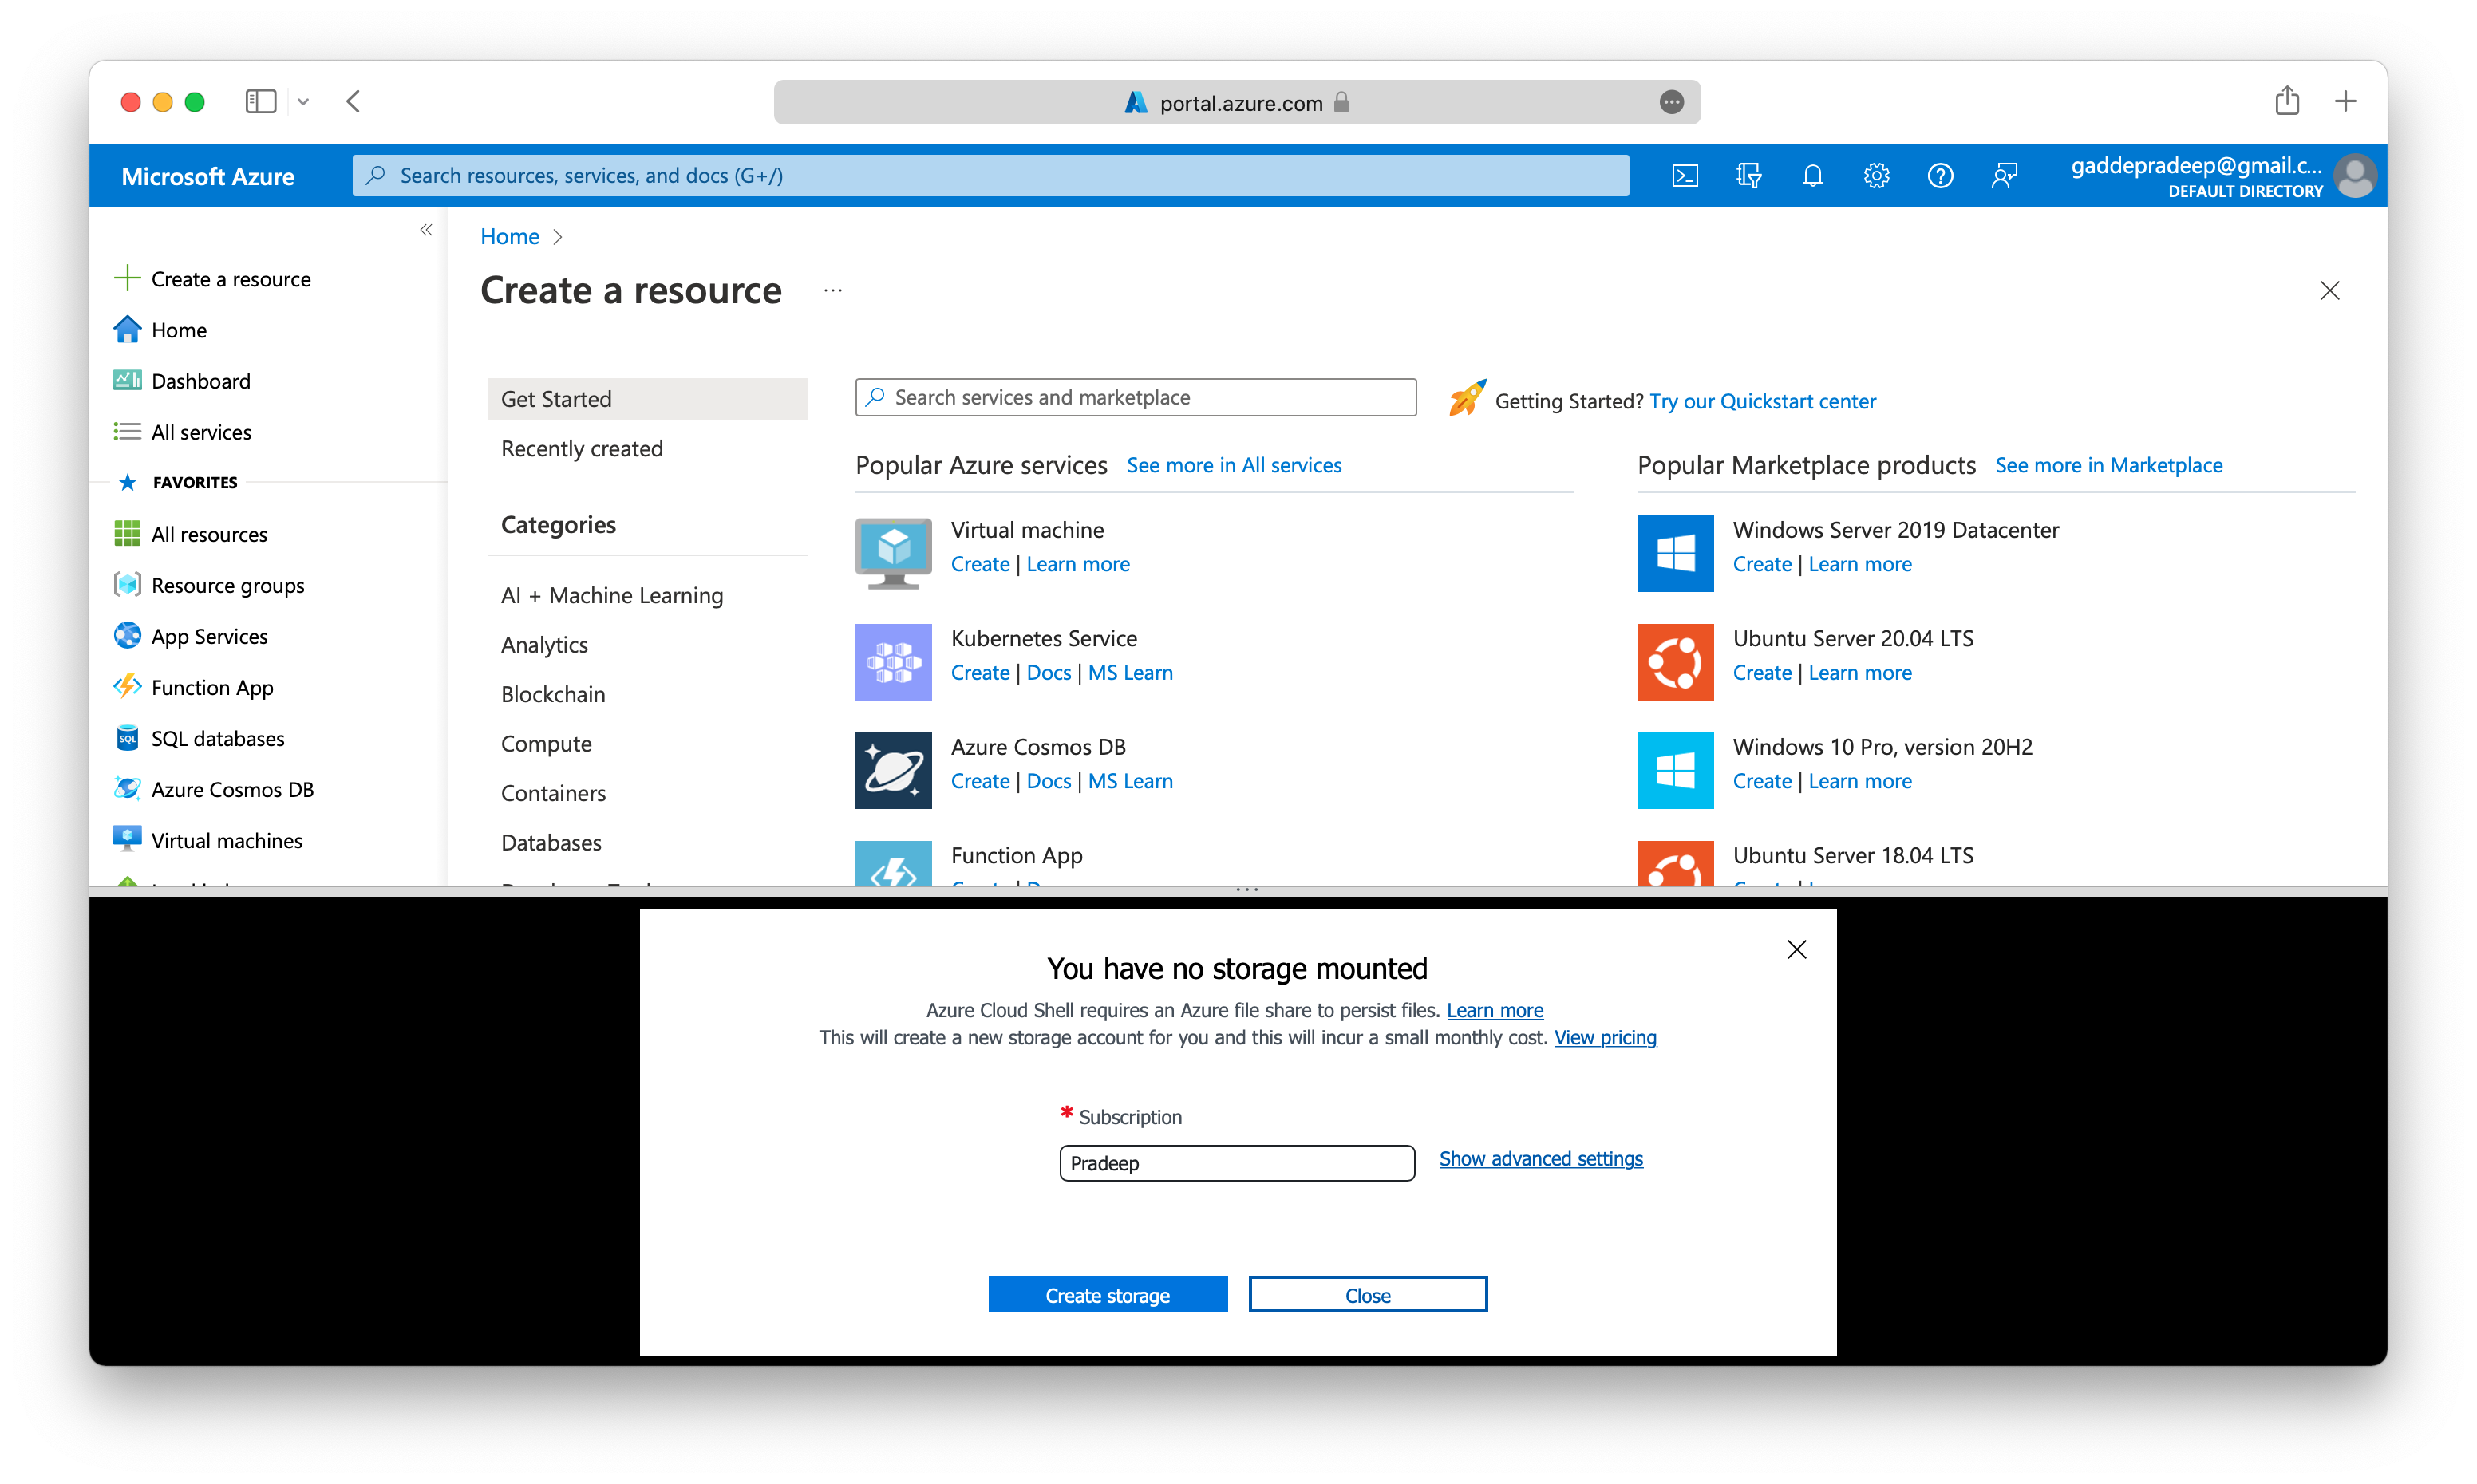 portal.azure.com
Microsoft Azure
Search resources, services, and docs (G+/)
gaddepradeep@gmail.c...
DEFAULT DIRECTORY
Create a resource
Home
Dashboard
All services
FAVORITES
All resources
Resource groups
App Services
Function App
SQL databases
SQL
Azure Cosmos DB
Virtual machines
Home >
Create a resource ...
Get Started
Recently created
Categories
AI + Machine Learning
Analytics
Blockchain
Compute
Containers
Databases
Search services and marketplace
Getting Started? Try our Quickstart center
Popular Azure services See more in All services
Virtual machine
Create | Learn more
Kubernetes Service
Create | Docs | MS Learn
Azure Cosmos DB
Create | Docs | MS Learn
Function App
Popular Marketplace products See more in Marketplace
Windows Server 2019 Datacenter
Create | Learn more
Ubuntu Server 20.04 LTS
Create | Learn more
Windows 10 Pro, version 20H2
Create | Learn more
Ubuntu Server 18.04 LTS
You have no storage mounted
Azure Cloud Shell requires an Azure file share to persist files. Learn more
This will create a new storage account for you and this will incur a small monthly cost. View pricing
* Subscription
Pradeep
Show advanced settings
Create storage
Close